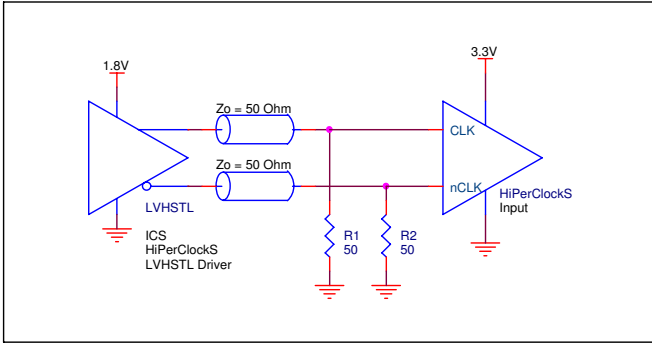 1.8V
3.3V
Zo = 50 Ohm
CLK
Zo = 50 Ohm
nCLK
HiPerClockS
Input
LVHSTL
ICS
HiPerClockS
LVHSTL Driver
R1
50
R2
50